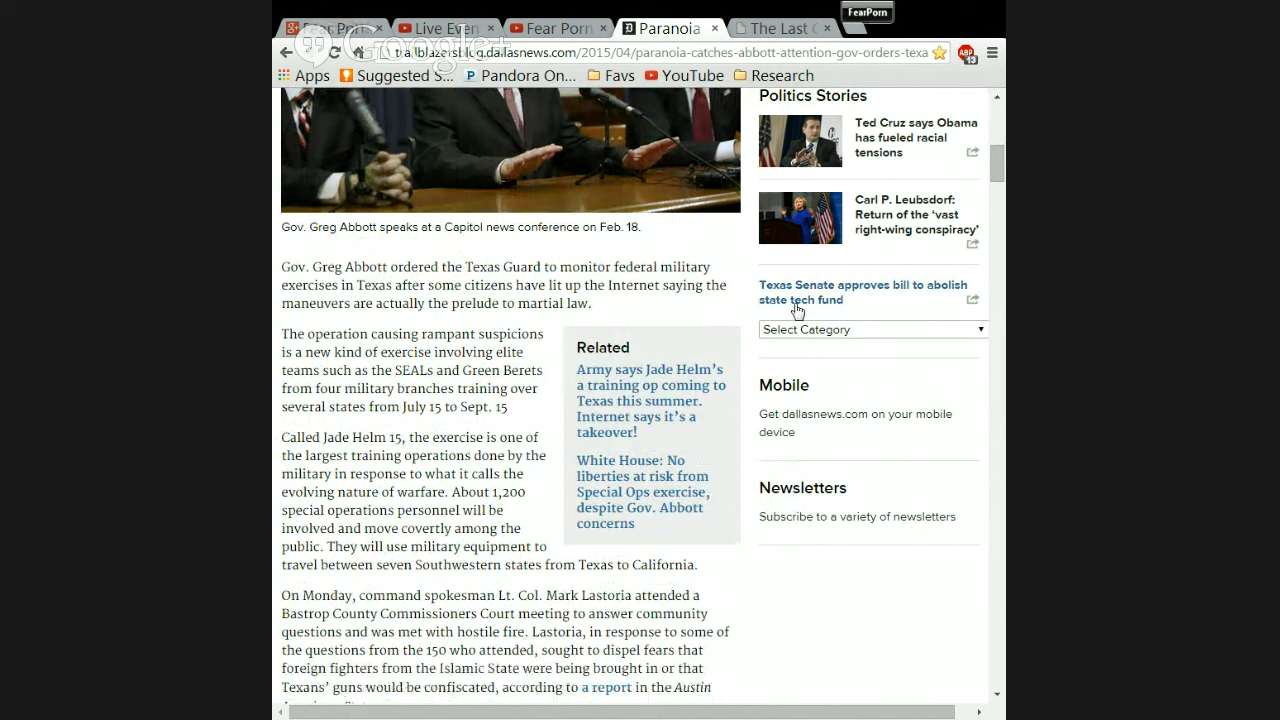 FearPorn
Live Even
Fear Porn
Paranoia
The Last
Google+
trailblazersblog.dallasnews.com/2015/04/paranoia-catches-abbott-attention-gov-orders-texa
ABP
13
Apps
Suggested S...
Pandora On...
Favs
YouTube
Research
Gov. Greg Abbott speaks at a Capitol news conference on Feb. 18.
Gov. Greg Abbott ordered the Texas Guard to monitor federal military
exercises in Texas after some citizens have lit up the Internet saying the
maneuvers are actually the prelude to martial law.
The operation causing rampant suspicions
is a new kind of exercise involving elite
teams such as the SEALs and Green Berets
from four military branches training over
several states from July 15 to Sept. 15
Called Jade Helm 15, the exercise is one of
the largest training operations done by the
military in response to what it calls the
evolving nature of warfare. About 1,200
special operations personnel will be
involved and move covertly among the
public. They will use military equipment to
travel between seven Southwestern states from Texas to California.
On Monday, command spokesman Lt. Col. Mark Lastoria attended a
Bastrop County Commissioners Court meeting to answer community
questions and was met with hostile fire. Lastoria, in response to some of
the questions from the 150 who attended, sought to dispel fears that
foreign fighters from the Islamic State were being brought in or that
Texans' guns would be confiscated, according to a report in the Austin
Related
Army says Jade Helm's
a training op coming to
Texas this summer.
Internet says it's a
takeover!
White House: No
liberties at risk from
Special Ops exercise,
despite Gov. Abbott
concerns
Politics Stories
Ted Cruz says Obama
has fueled racial
tensions
Carl P. Leubsdorf:
Return of the 'vast
right-wing conspiracy'
Texas Senate approves bill to abolish
state tech fund
Select Category
Mobile
Get dallasnews.com on your mobile
device
Newsletters
Subscribe to a variety of newsletters